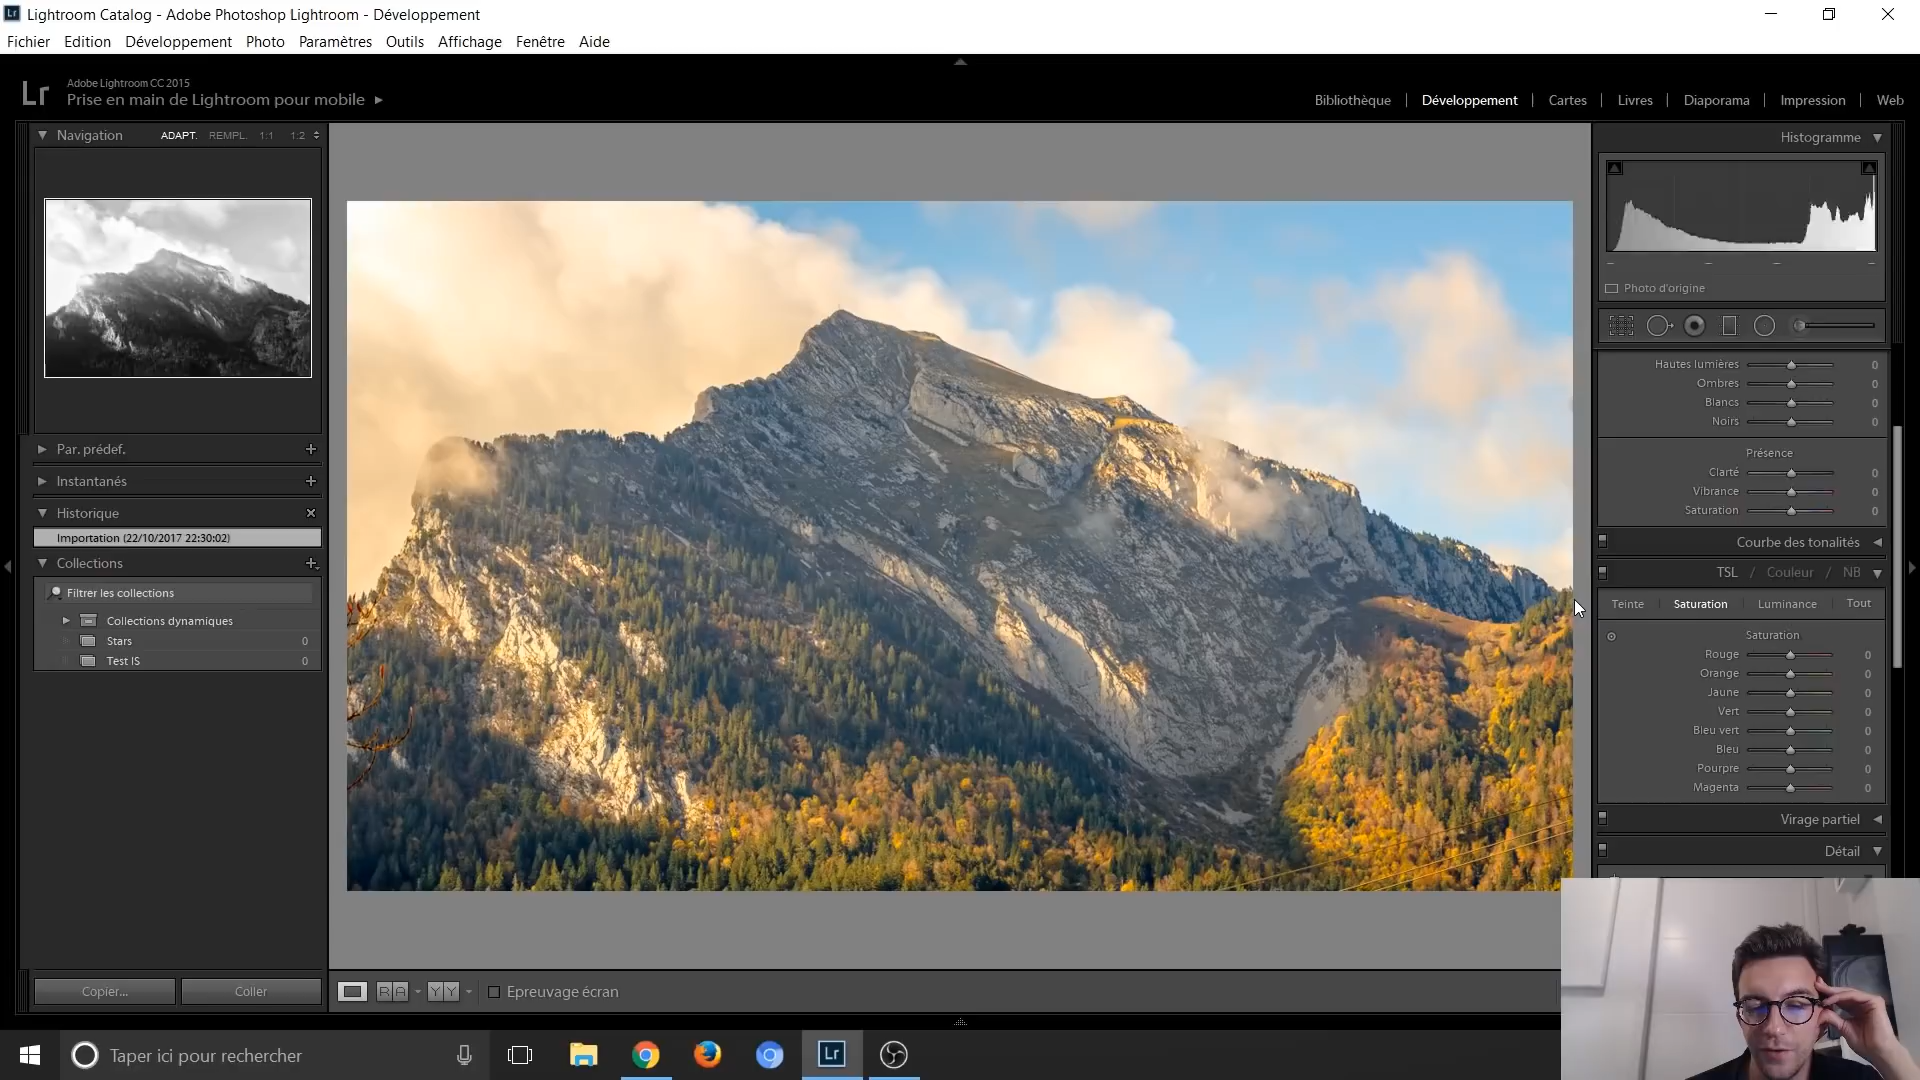 Lightroom Catalog - Adobe Photoshop Lightroom - Développement
Fichier Edition Développement Photo Paramètres Outils Affichage Fenêtre Aide
Lr
Adobe Lightroom CC 2015
Prise en main de Lightroom pour mobile
Bibliothèque | Développement | Cartes | Livres | Diaporama | Impression | Web
Navigation ADAPT. REMPL. 1:1 1:2
Par. prédef.
Instantanés
Historique
Importation (22/10/2017 22:30:02)
Collections
Filtrer les collections
Collections dynamiques
Stars 0
Test IS 0
Copier... Coller
RA YY Epreuvage écran
Histogramme
Photo d'origine
Hautes lumières 0
Ombres 0
Blancs 0
Noirs 0
Présence
Clarté 0
Vibrance 0
Saturation 0
Courbe des tonalités
TSL / Couleur / NB
Teinte Saturation Luminance Tout
Saturation
Rouge 0
Orange 0
Jaune 0
Vert 0
Bleu vert 0
Bleu 0
Pourpre 0
Magenta 0
Virage partiel
Détail
Taper ici pour rechercher
Lr